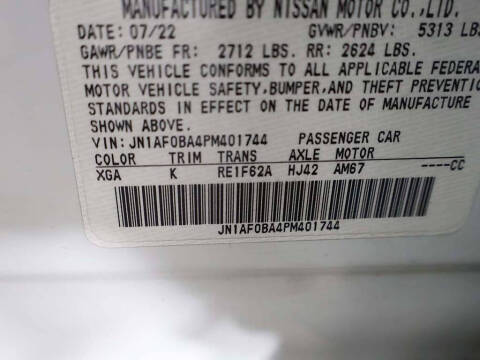 MANUFACTURED BY NISSAN MOTOR CO.,LTD.
DATE: 07/22 GVWR/PNBV: 5313 LBS
GAWR/PNBE FR: 2712 LBS. RR: 2624 LBS.
THIS VEHICLE CONFORMS TO ALL APPLICABLE FEDERA
MOTOR VEHICLE SAFETY,BUMPER,AND THEFT PREVENTIO
STANDARDS IN EFFECT ON THE DATE OF MANUFACTURE
SHOWN ABOVE.
VIN: JN1AF0BA4PM401744 PASSENGER CAR
COLOR TRIM TRANS AXLE MOTOR
XGA K RE1F62A HJ42 AM67 ----CC
JN1AF0BA4PM401744